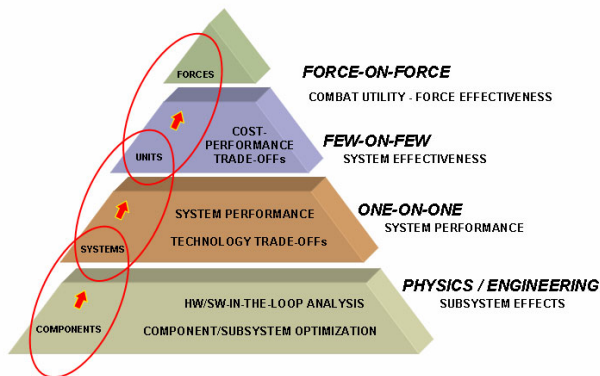 FORCES
FORCE-ON-FORCE
COMBAT UTILITY - FORCE EFFECTIVENESS
COST-
PERFORMANCE
TRADE-OFFs
UNITS
FEW-ON-FEW
SYSTEM EFFECTIVENESS
SYSTEM PERFORMANCE
TECHNOLOGY TRADE-OFFs
SYSTEMS
ONE-ON-ONE
SYSTEM PERFORMANCE
HW/SW-IN-THE-LOOP ANALYSIS
COMPONENTS
COMPONENT/SUBSYSTEM OPTIMIZATION
PHYSICS / ENGINEERING
SUBSYSTEM EFFECTS